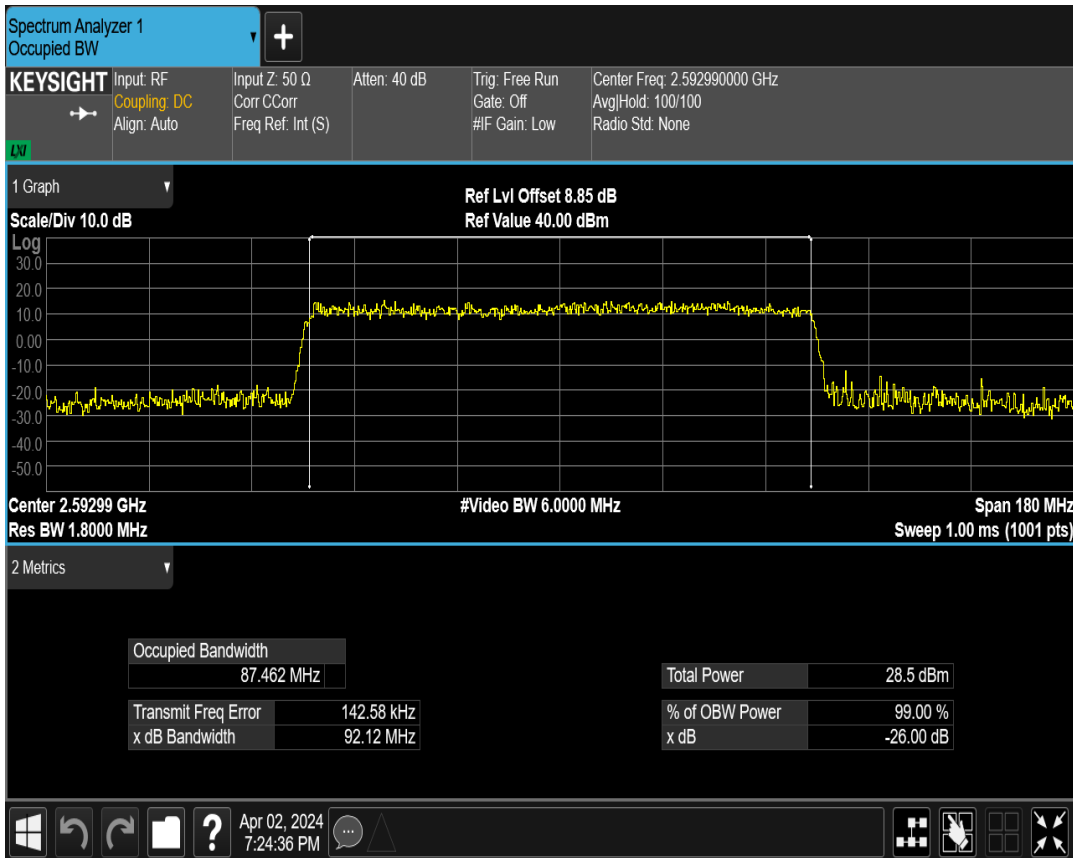 Spectrum Analyzer 1
Occupied BW
+
KEYSIGHT
LXI
Input: RF
Coupling: DC
Align: Auto
Input Z: 50 Ω
Corr CCorr
Freq Ref: Int (S)
Atten: 40 dB
Trig: Free Run
Gate: Off
#IF Gain: Low
Center Freq: 2.592990000 GHz
Avg|Hold: 100/100
Radio Std: None
1 Graph
Scale/Div 10.0 dB
Ref Lvl Offset 8.85 dB
Ref Value 40.00 dBm
Log
30.0
20.0
10.0
0.00
-10.0
-20.0
-30.0
-40.0
-50.0
Center 2.59299 GHz
Res BW 1.8000 MHz
#Video BW 6.0000 MHz
Span 180 MHz
Sweep 1.00 ms (1001 pts)
2 Metrics
Occupied Bandwidth
87.462 MHz
Transmit Freq Error 142.58 kHz
x dB Bandwidth 92.12 MHz
Total Power 28.5 dBm
% of OBW Power 99.00 %
x dB -26.00 dB
?
Apr 02, 2024
7:24:36 PM